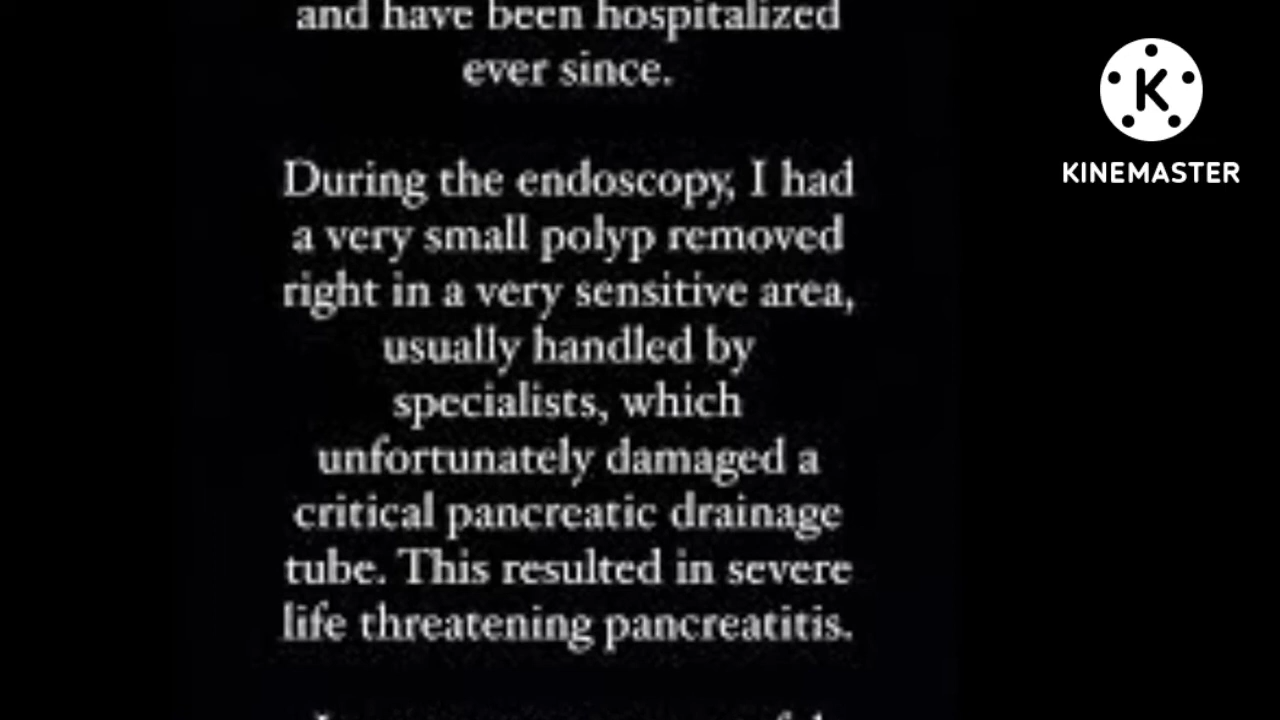 and have been hospitalized
ever since.
During the endoscopy, I had
a very small polyp removed
right in a very sensitive area,
usually handled by
specialists, which
unfortunately damaged a
critical pancreatic drainage
tube. This resulted in severe
life threatening pancreatitis.
K
KINEMASTER